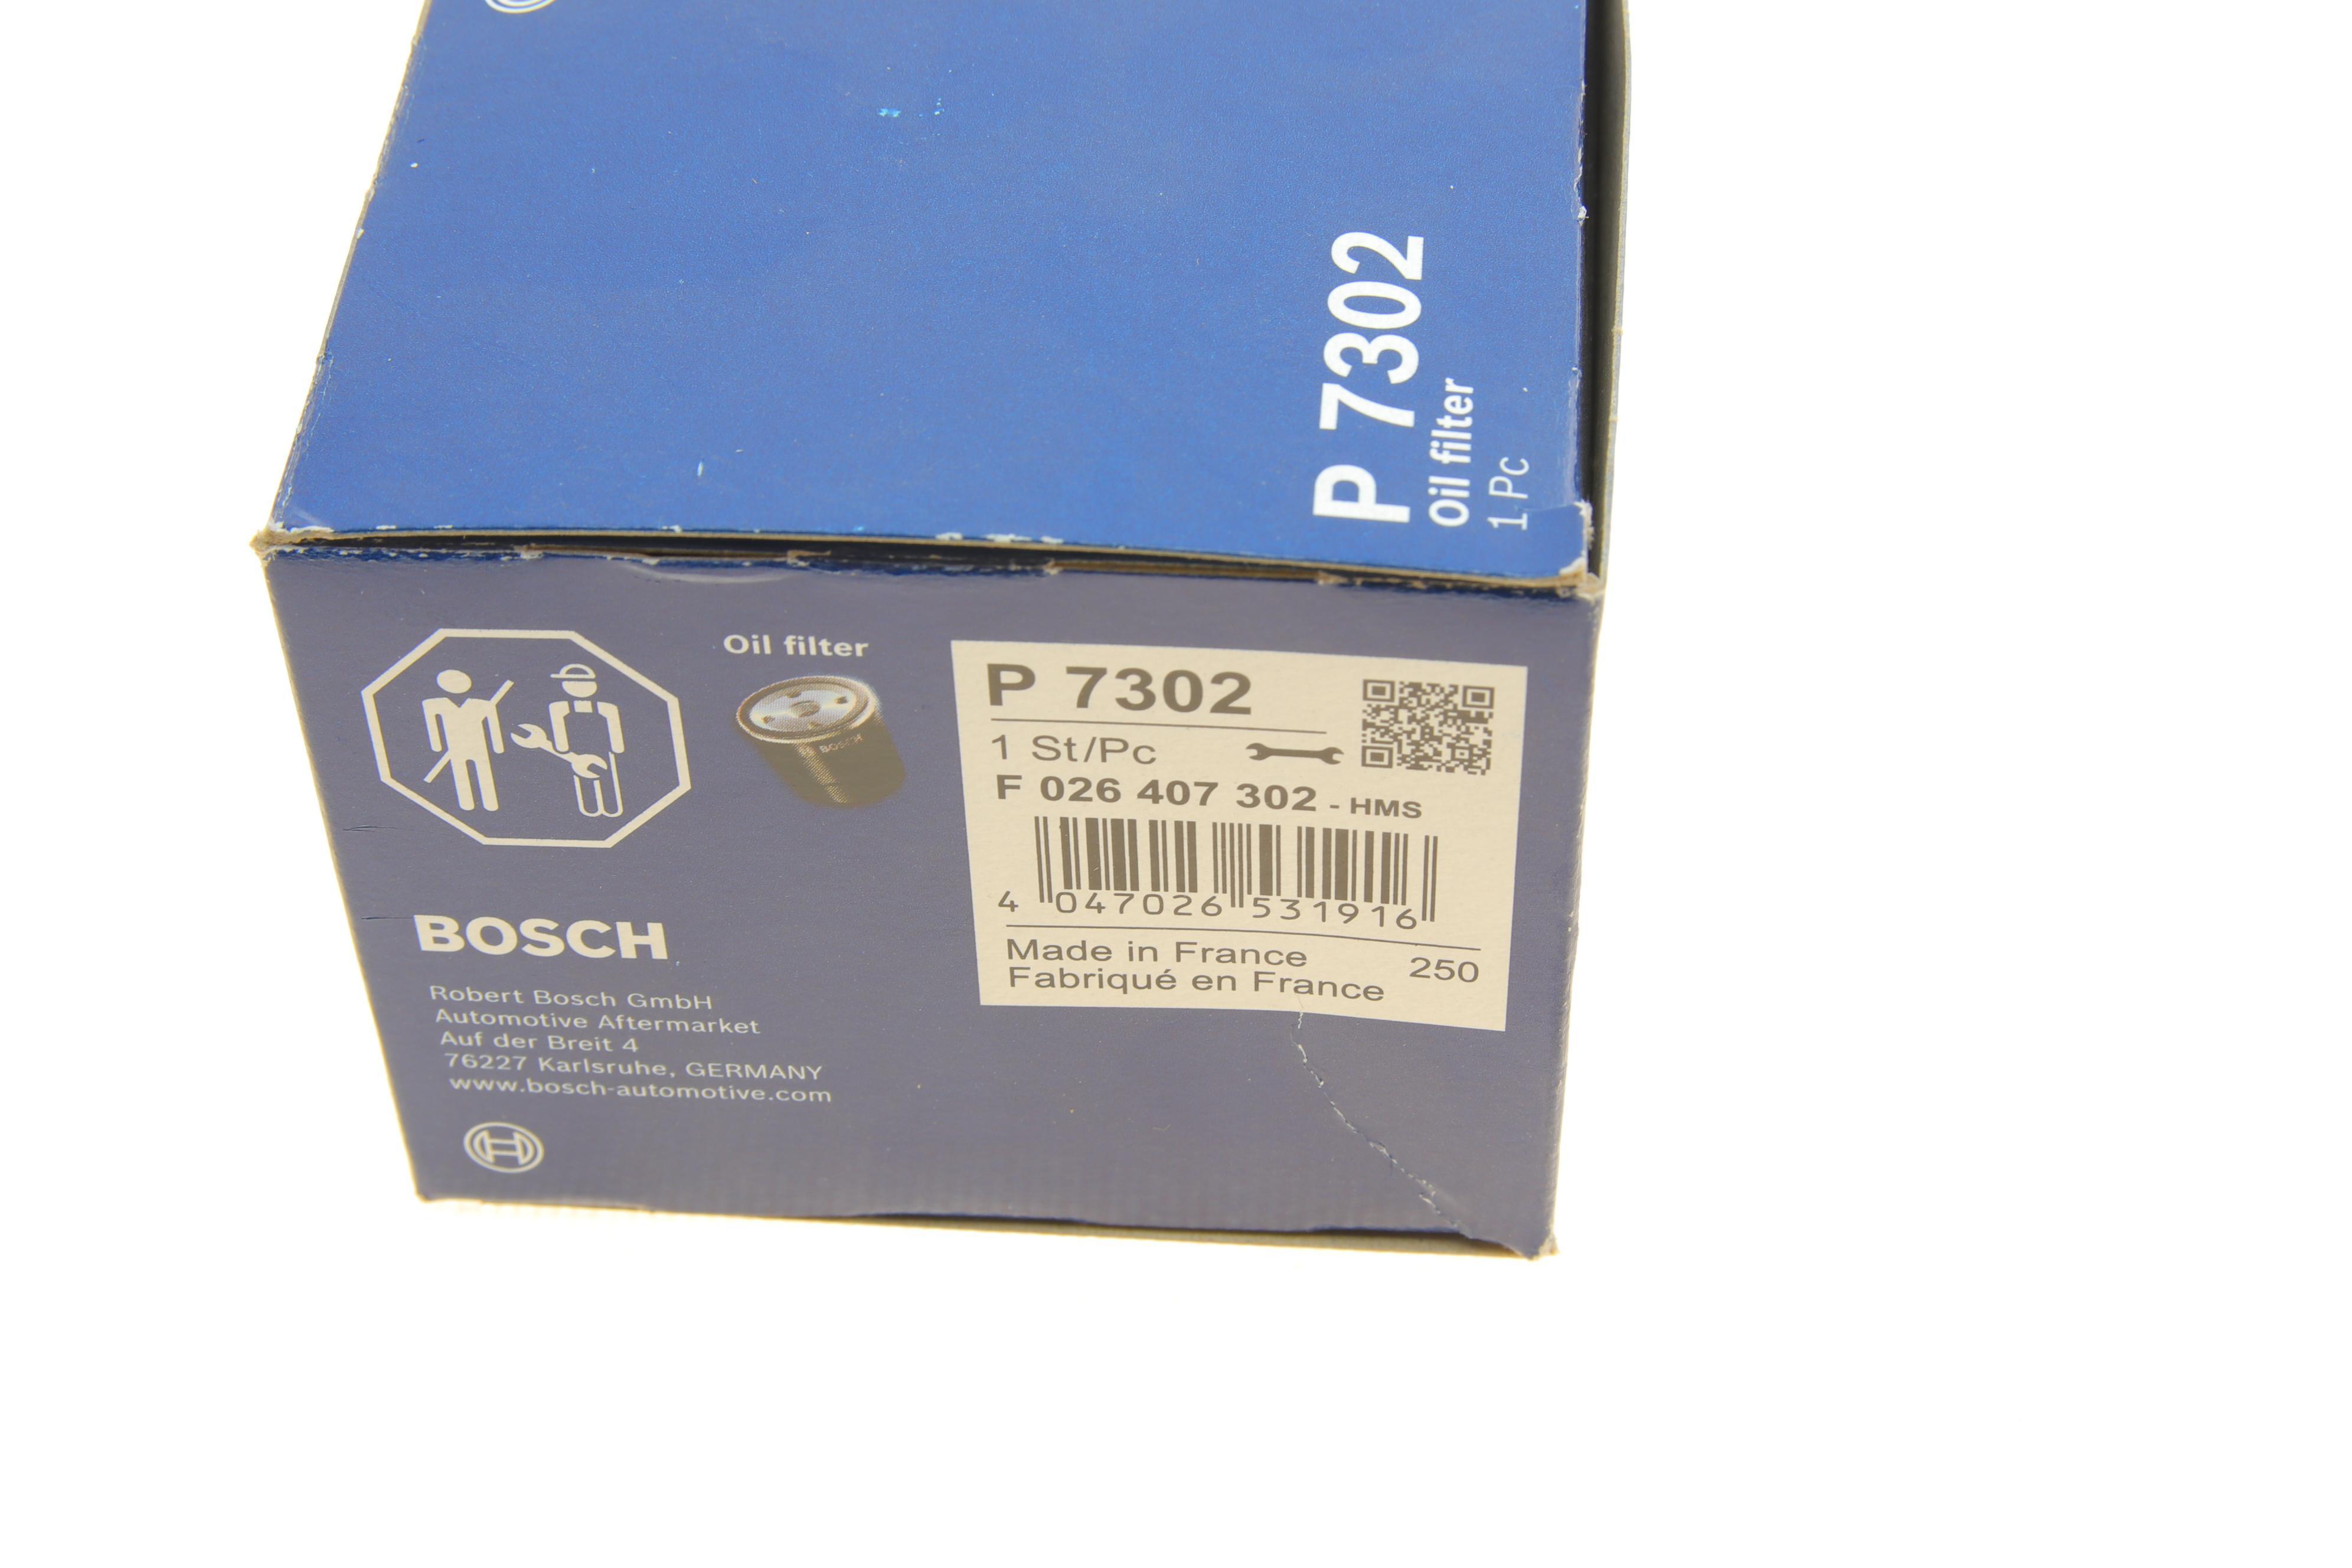 P 7302
Oil filter
1 Pc
Oil filter
BOSCH
P 7302
1 St/Pc
F 026 407 302 - HMS
4 047026 531916
Made in France
Fabriqué en France
250
BOSCH
Robert Bosch GmbH
Automotive Aftermarket
Auf der Breit 4
76227 Karlsruhe, GERMANY
www.bosch-automotive.com